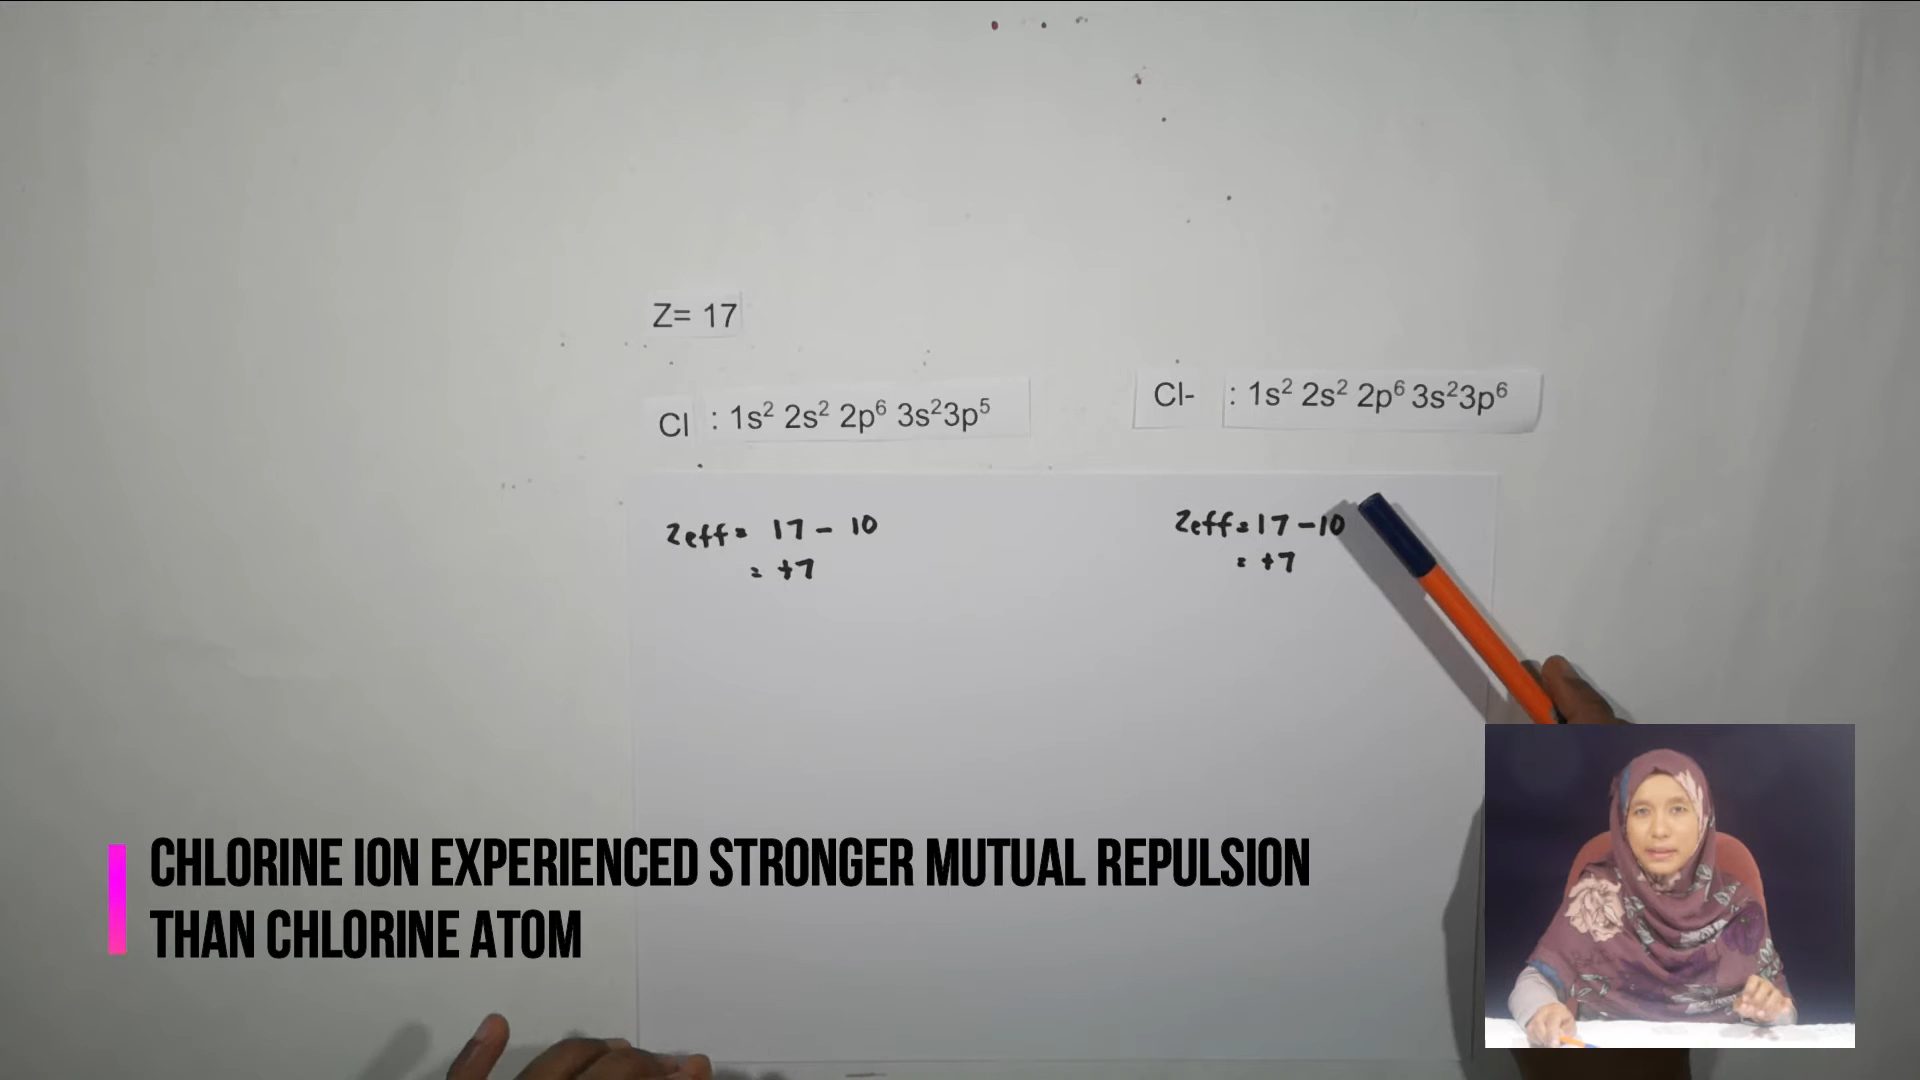 Z= 17
Cl : 1s² 2s² 2p⁶ 3s²3p⁵
Cl- : 1s² 2s² 2p⁶ 3s²3p⁶
Zeff = 17 - 10
= +7
Zeff = 17 - 10
= +7
CHLORINE ION EXPERIENCED STRONGER MUTUAL REPULSION
THAN CHLORINE ATOM